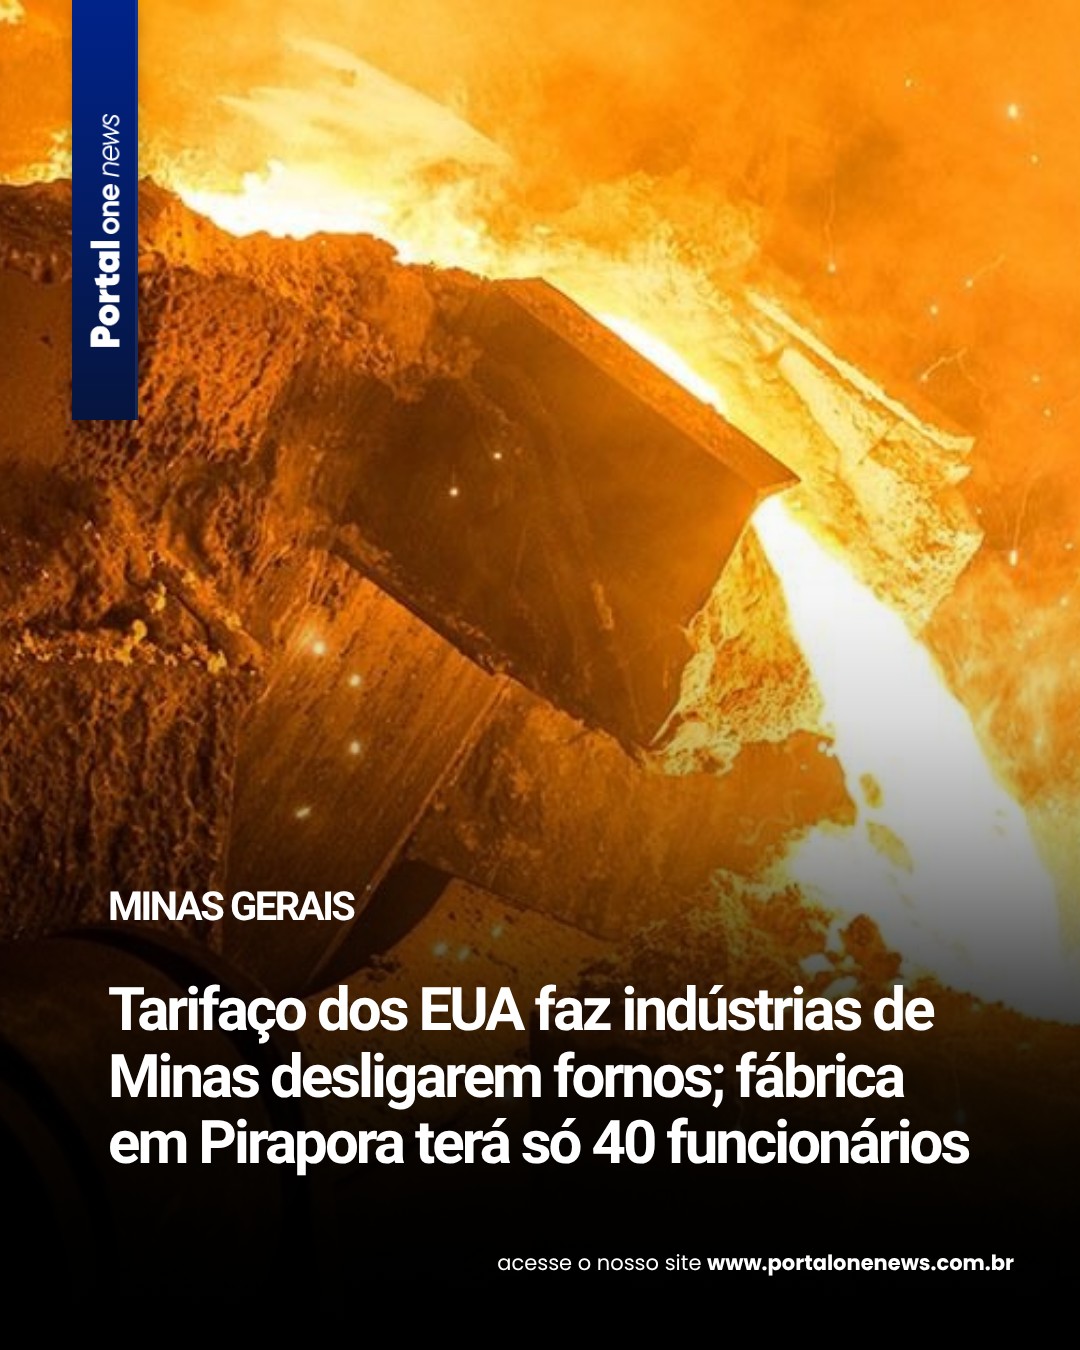 Portal one news
MINAS GERAIS
Tarifaço dos EUA faz indústrias de
Minas desligarem fornos; fábrica
em Pirapora terá só 40 funcionários
acesse o nosso site www.portalonenews.com.br